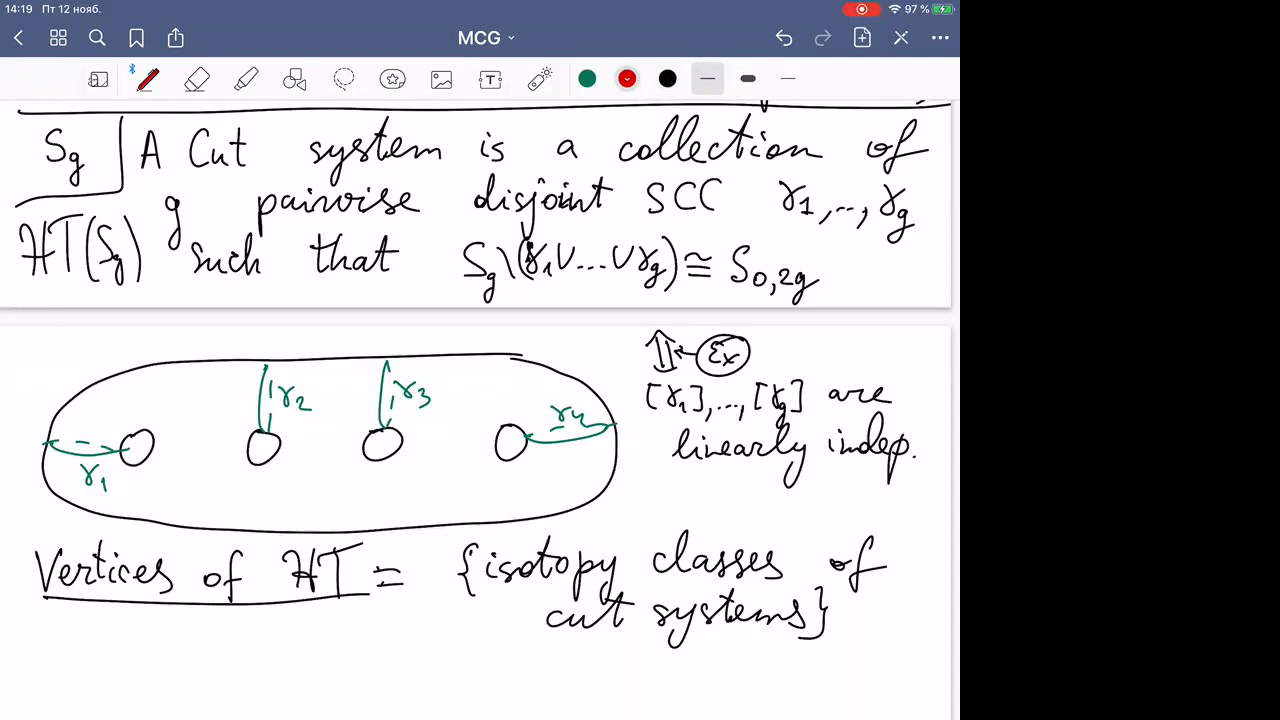 14:19 Пт 12 нояб.
97 %
MCG
S_g | A Cut system is a collection of
g pairwise disjoint SCC γ_1,..,γ_g
HT(S_g) such that S_g\(γ_1∪...∪γ_g)≅S_{0,2g}
⇕ ← Ex
[γ_1],...,[γ_g] are
linearly indep.
γ_1
γ_2
γ_3
γ_4
Vertices of HT = {isotopy classes of
cut systems}